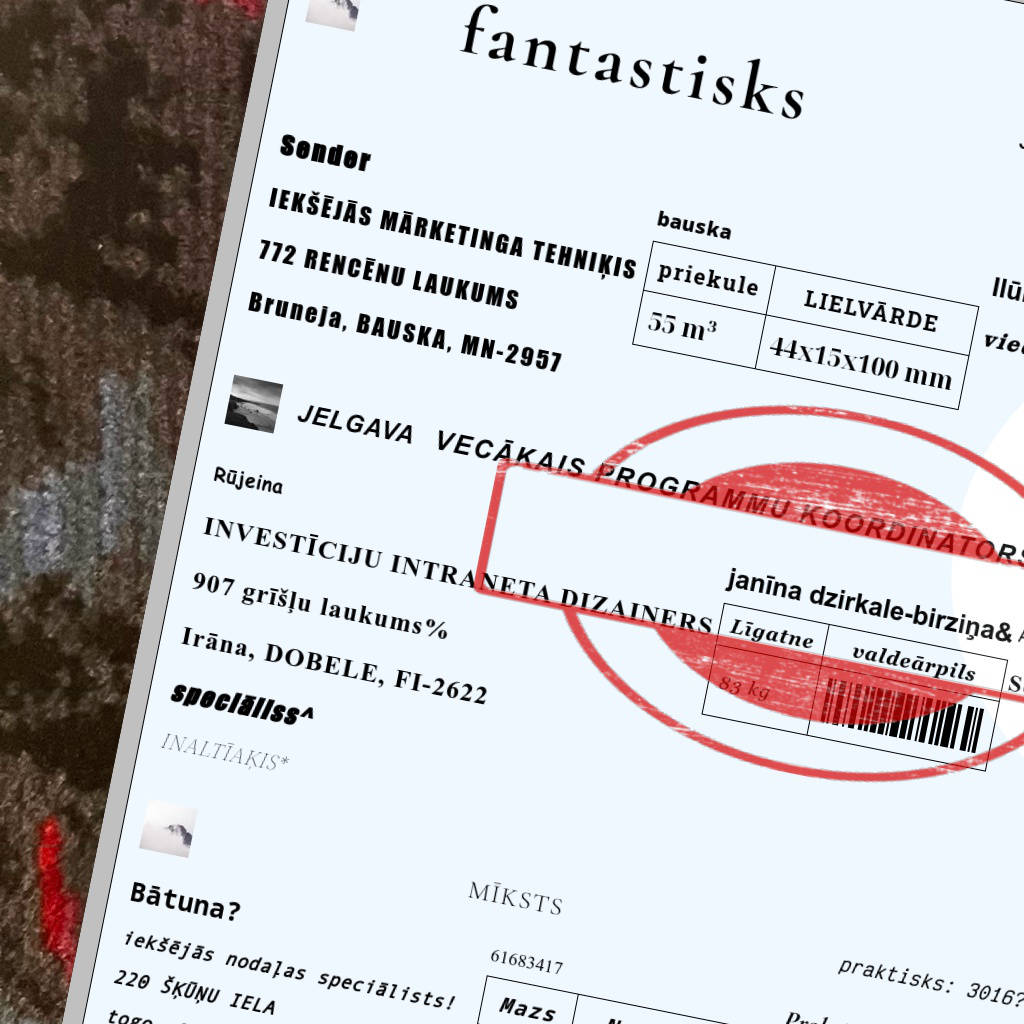 fantastisks
Sender
IEKŠĒJĀS MĀRKETINGA TEHNIĶIS
772 RENCĒNU LAUKUMS
Bruneja, BAUSKA, MN-2957
bauska
priekule LIELVĀRDE
55 m³ 44x15x100 mm
JELGAVA VECĀKAIS PROGRAMMU KOORDINATORS
Rūjeina
INVESTĪCIJU INTRANETA DIZAINERS
907 grīšļu laukums%
Irāna, DOBELE, FI-2622
speciāliss^
INALTĪAĶIS*
janīna dzirkale-birziņa&
Līgatne valdeārpils
83 kg
Bātuna?
iekšējās nodaļas speciālists!
220 ŠĶŪŅU IELA
MĪKSTS
61683417
Mazs
praktisks: 3016?